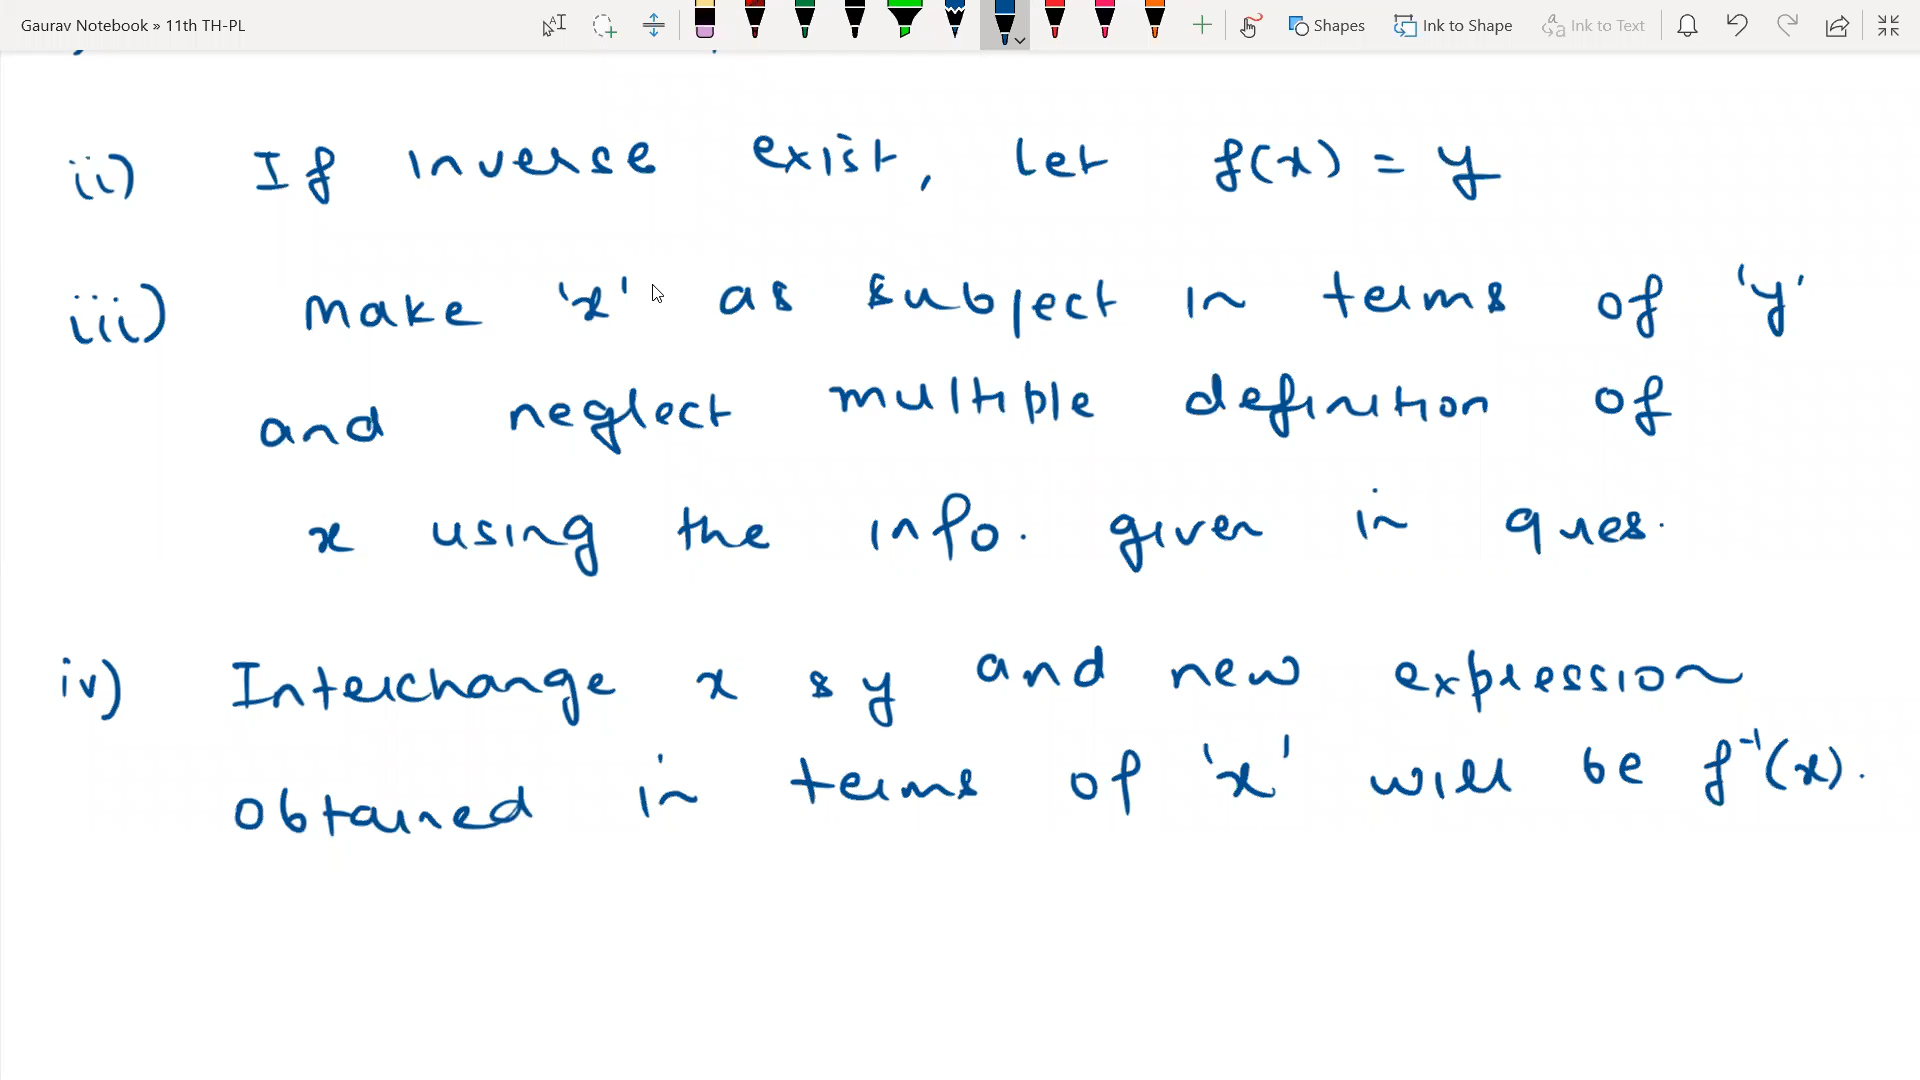 Gaurav Notebook » 11th TH-PL
Shapes Ink to Shape Ink to Text
ii) If inverse exist, let f(x) = y
iii) Make 'x' as subject in terms of 'y'
and neglect multiple definition of
x using the info. given in ques.
iv) Interchange x & y and new expression
obtained in terms of 'x' will be f⁻¹(x).